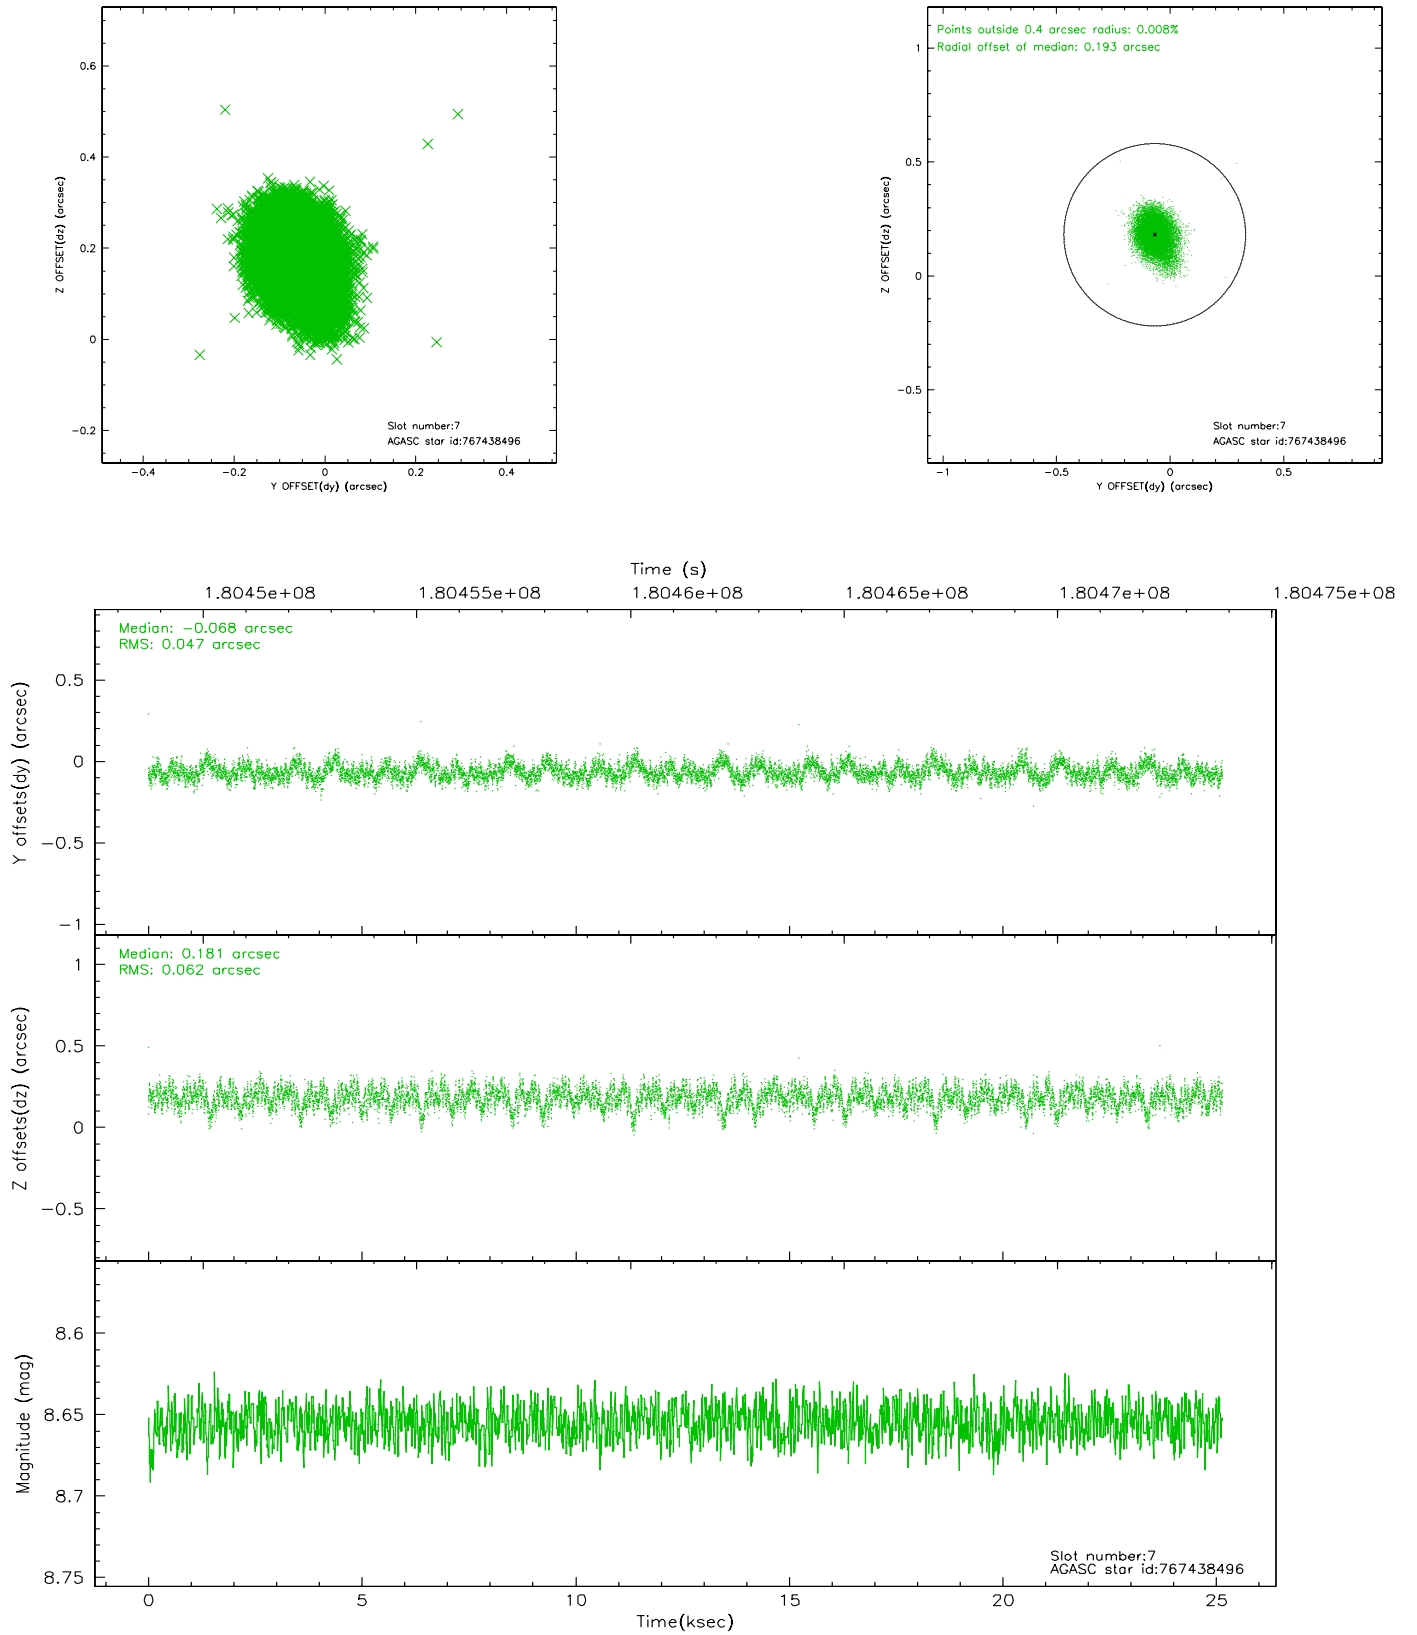 0.6
0.4
0.2
0
−0.2
Z OFFSET(dz) (arcsec)
Slot number:7
AGASC star id:767438496
−0.4 −0.2 0 0.2 0.4
Y OFFSET(dy) (arcsec)
Points outside 0.4 arcsec radius: 0.008%
Radial offset of median: 0.193 arcsec
1
0.5
0
−0.5
Z OFFSET(dz) (arcsec)
Slot number:7
AGASC star id:767438496
−1 −0.5 0 0.5
Y OFFSET(dy) (arcsec)
Time (s)
1.8045e+08 1.80455e+08 1.8046e+08 1.80465e+08 1.8047e+08 1.80475e+08
Median: −0.068 arcsec
RMS: 0.047 arcsec
0.5
0
−0.5
−1
Y offsets(dy) (arcsec)
Median: 0.181 arcsec
RMS: 0.062 arcsec
1
0.5
0
−0.5
Z offsets(dz) (arcsec)
8.6
8.65
8.7
8.75
Magnitude (mag)
Slot number:7
AGASC star id:767438496
0 5 10 15 20 25
Time(ksec)